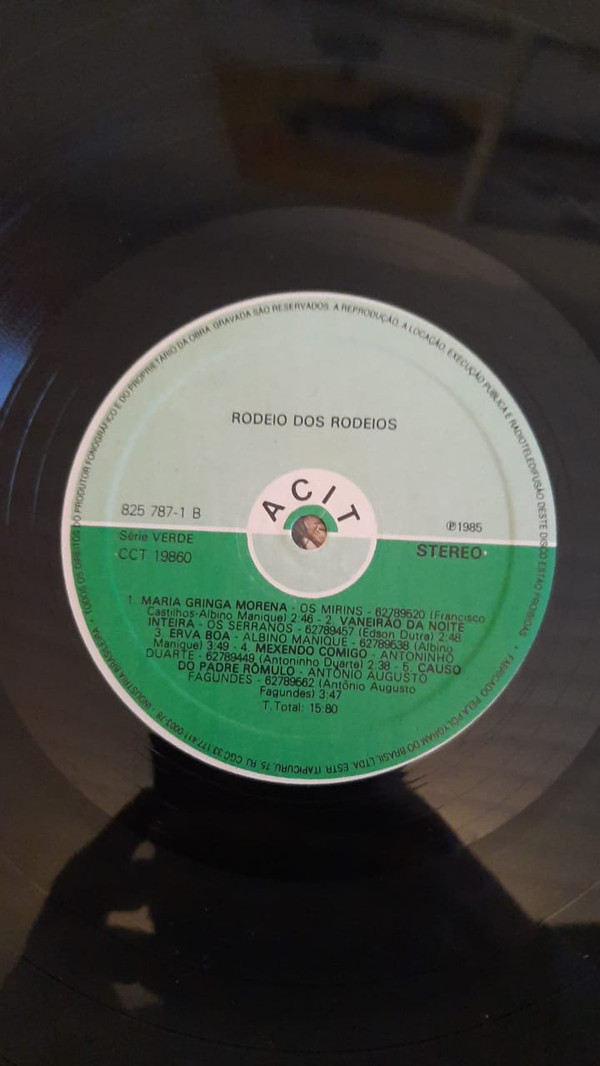 TODOS OS DIREITOS DO PRODUTOR FONOGRÁFICO E DO PROPRIETÁRIO DA OBRA GRAVADA SÃO RESERVADOS. A REPRODUÇÃO, A LOCAÇÃO, EXECUÇÃO PÚBLICA E RADIOTELEDIFUSÃO DESTE DISCO ESTÃO PROIBIDAS •
RODEIO DOS RODEIOS
ACIT
825 787-1 B
℗1985
Série VERDE
CCT 19860
STEREO
1. MARIA GRINGA MORENA - OS MIRINS - 62789520 (Francisco
Castilhos-Albino Manique) 2:46 - 2. VANEIRÃO DA NOITE
INTEIRA - OS SERRANOS - 62789457 (Edson Dutra) 2:48
3. ERVA BOA - ALBINO MANIQUE - 62789538 (Albino
Manique) 3:49 - 4. MEXENDO COMIGO - ANTONINHO
DUARTE - 62789449 (Antoninho Duarte) 2:38 - 5. CAUSO
DO PADRE RÔMULO - ANTÔNIO AUGUSTO
FAGUNDES - 62789562 (Antônio Augusto
Fagundes) 3:47
T. Total: 15:80
FABRICADO PELA POLYGRAM DO BRASIL LTDA. ESTR. ITAPICURU, 75 RJ CGC 33.177.411.0003.78 INDÚSTRIA BRASILEIRA •